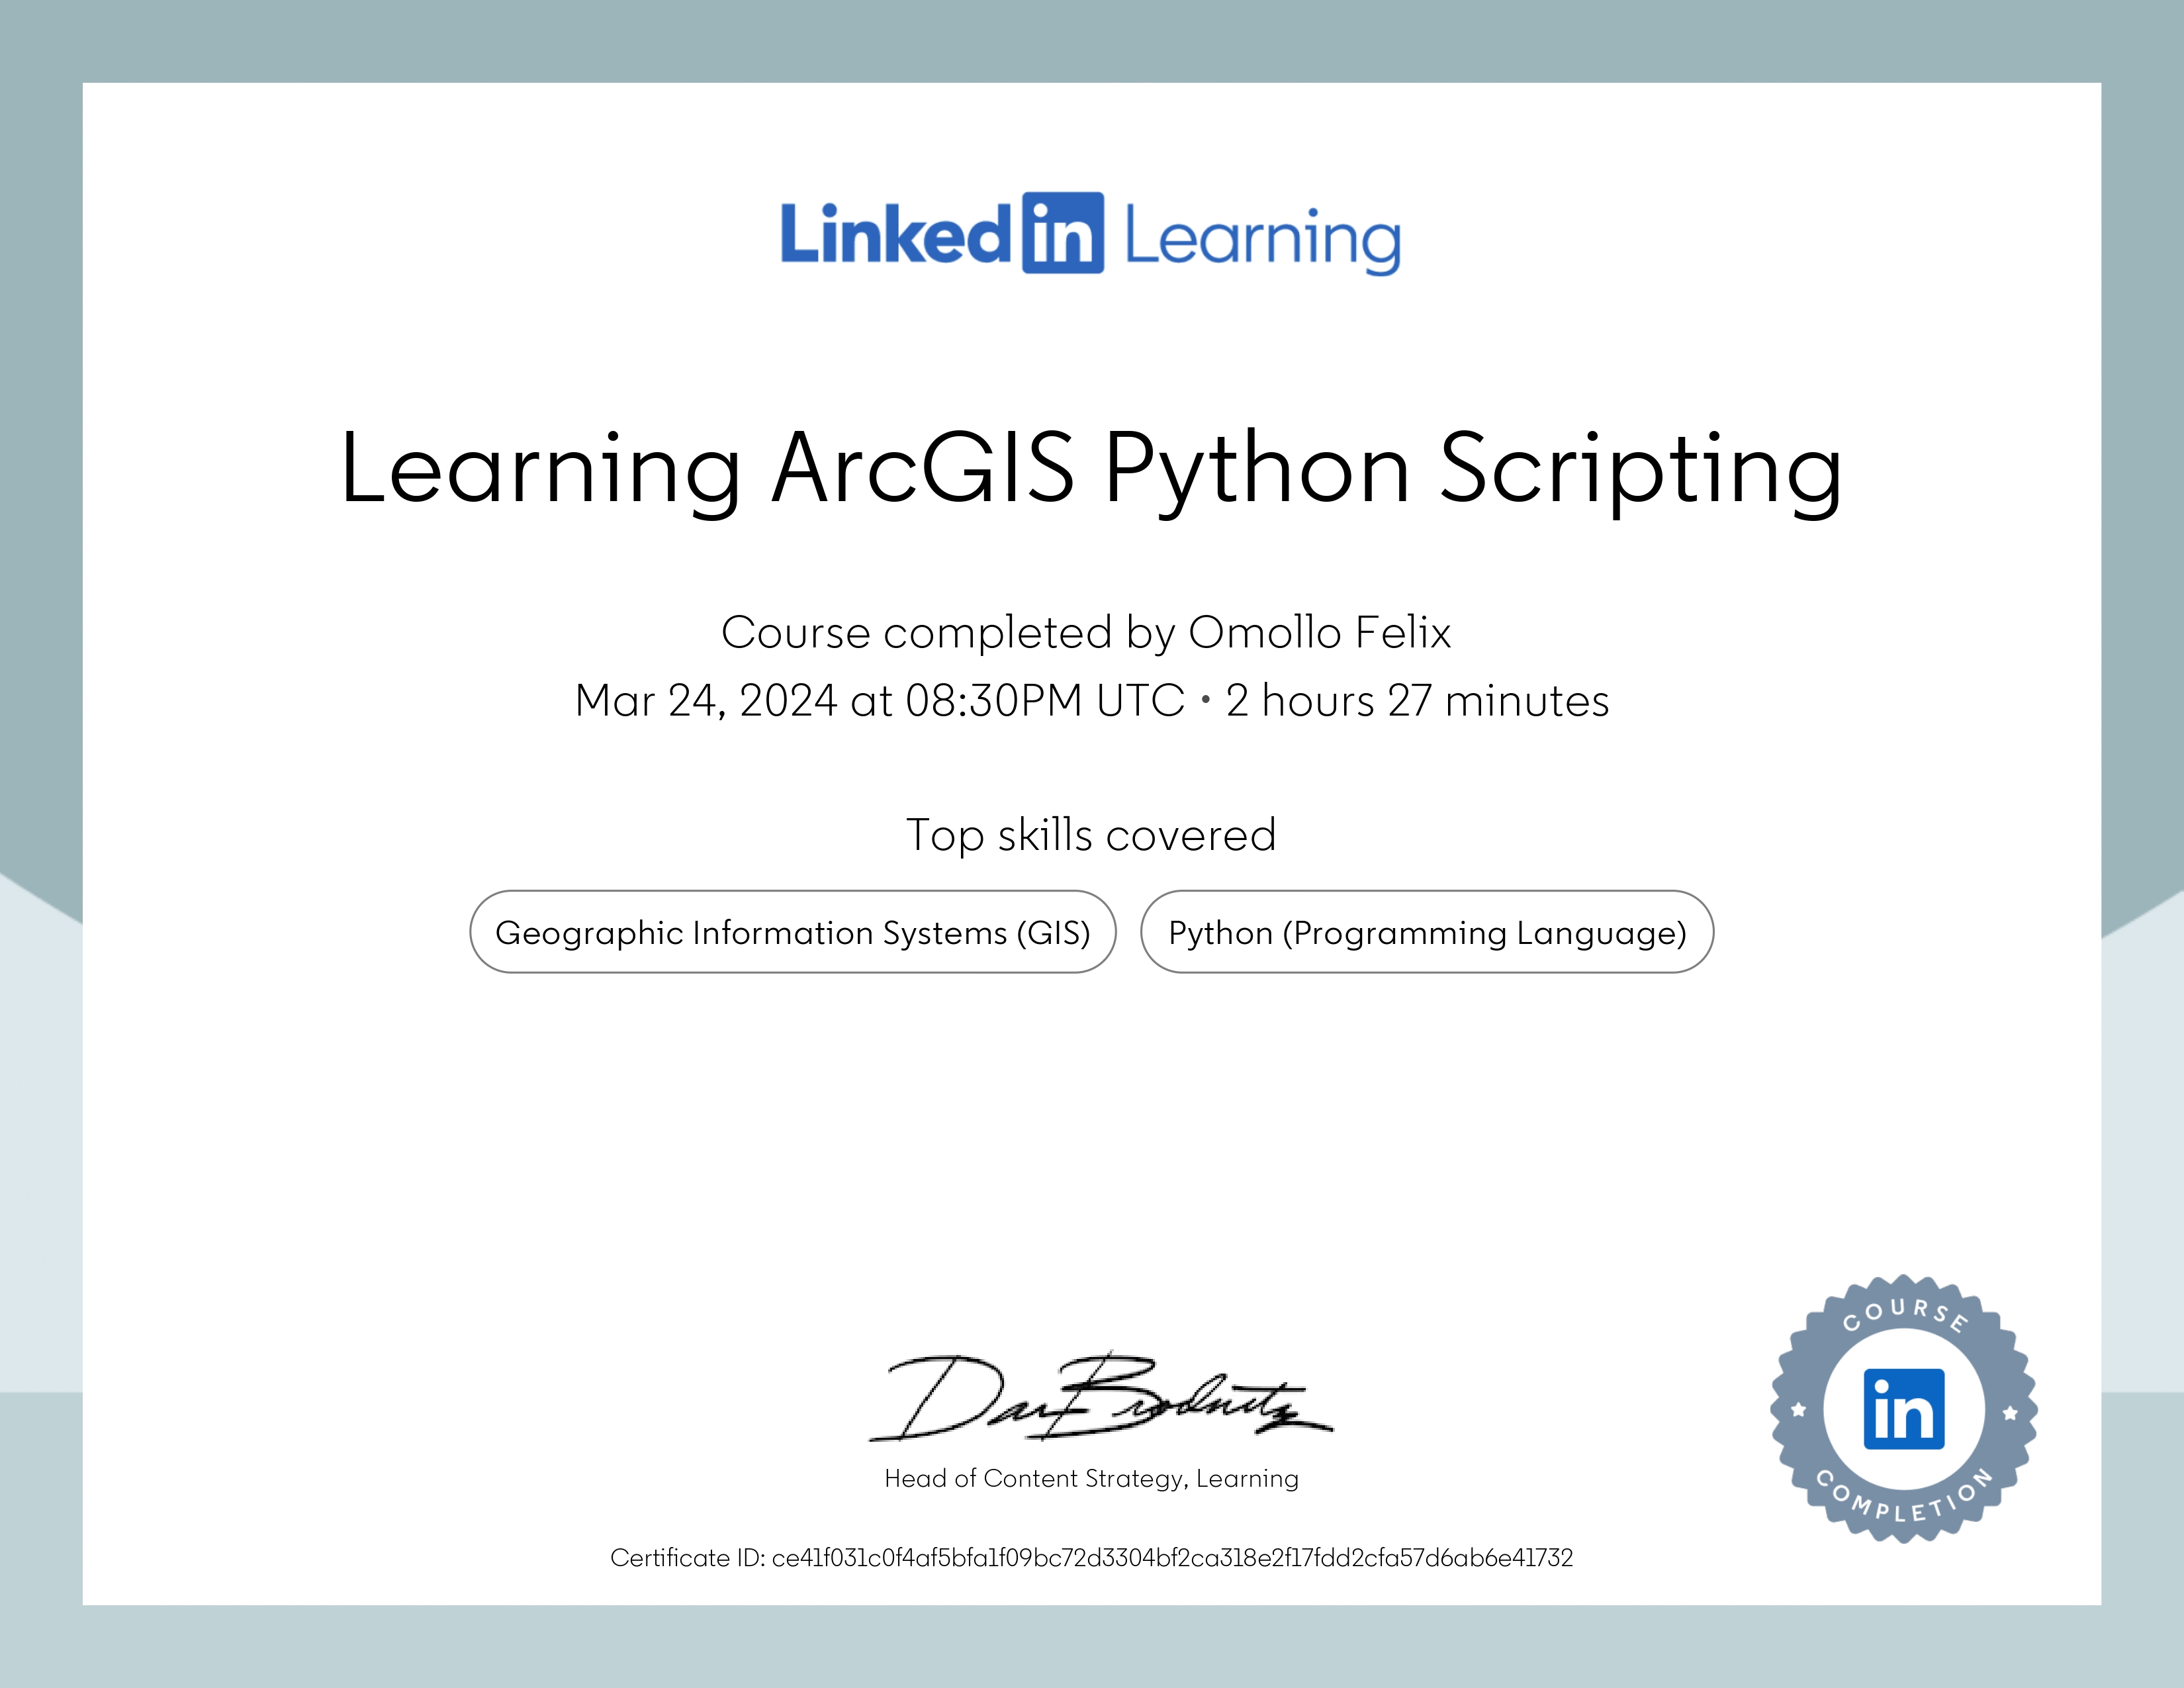 Linked in Learning
Learning ArcGIS Python Scripting
Course completed by Omollo Felix
Mar 24, 2024 at 08:30PM UTC • 2 hours 27 minutes
Top skills covered
Geographic Information Systems (GIS) Python (Programming Language)
Dan Brodnitz
Head of Content Strategy, Learning
Certificate ID: ce41f031c0f4af5bfa1f09bc72d3304bf2ca318e2f17fdd2cfa57d6ab6e41732
COURSE
in
COMPLETION